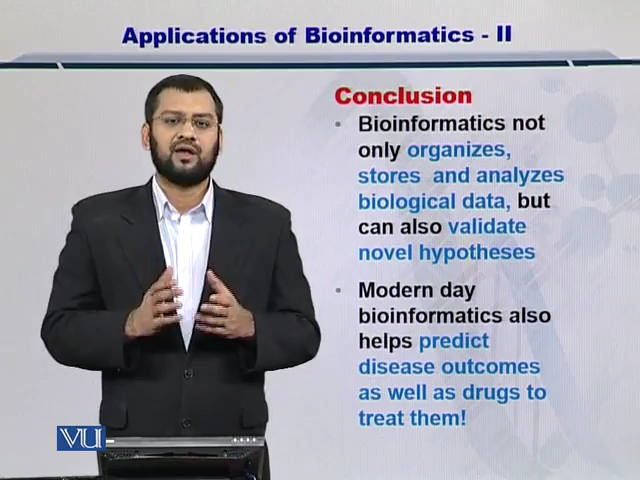 Applications of Bioinformatics - II
Conclusion
• Bioinformatics not
only organizes,
stores and analyzes
biological data, but
can also validate
novel hypotheses
• Modern day
bioinformatics also
helps predict
disease outcomes
as well as drugs to
treat them!
VU